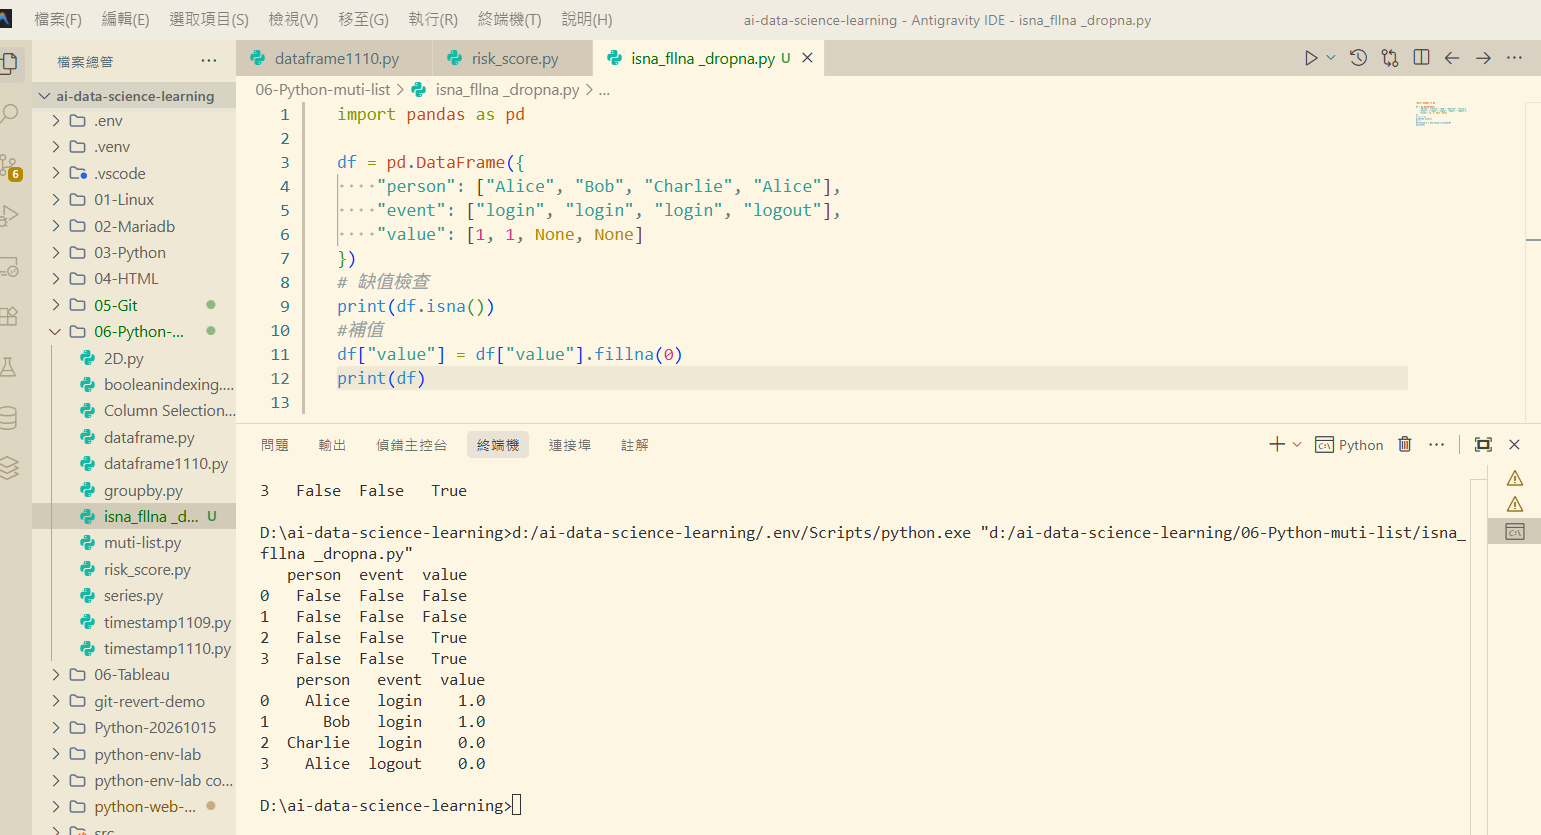 檔案(F) 編輯(E) 選取項目(S) 檢視(V) 移至(G) 執行(R) 終端機(T) 說明(H) ai-data-science-learning - Antigravity IDE - isna_fllna _dropna.py
檔案總管 ···
ai-data-science-learning
.env
.venv
.vscode
01-Linux
02-Mariadb
03-Python
04-HTML
05-Git
06-Python-...
2D.py
booleanindexing....
Column Selection...
dataframe.py
dataframe1110.py
groupby.py
isna_fllna _d... U
muti-list.py
risk_score.py
series.py
timestamp1109.py
timestamp1110.py
06-Tableau
git-revert-demo
Python-20261015
python-env-lab
python-env-lab co...
python-web-...
src
6
dataframe1110.py risk_score.py isna_fllna _dropna.py U
06-Python-muti-list > isna_fllna _dropna.py > ...
1 import pandas as pd
2
3 df = pd.DataFrame({
4 ····"person": ["Alice", "Bob", "Charlie", "Alice"],
5 ····"event": ["login", "login", "login", "logout"],
6 ····"value": [1, 1, None, None]
7 })
8 # 缺值檢查
9 print(df.isna())
10 #補值
11 df["value"] = df["value"].fillna(0)
12 print(df)
13
問題 輸出 偵錯主控台 終端機 連接埠 註解 Python
3 False False True
D:\ai-data-science-learning>d:/ai-data-science-learning/.env/Scripts/python.exe "d:/ai-data-science-learning/06-Python-muti-list/isna_
fllna _dropna.py"
person event value
0 False False False
1 False False False
2 False False True
3 False False True
person event value
0 Alice login 1.0
1 Bob login 1.0
2 Charlie login 0.0
3 Alice logout 0.0
D:\ai-data-science-learning>